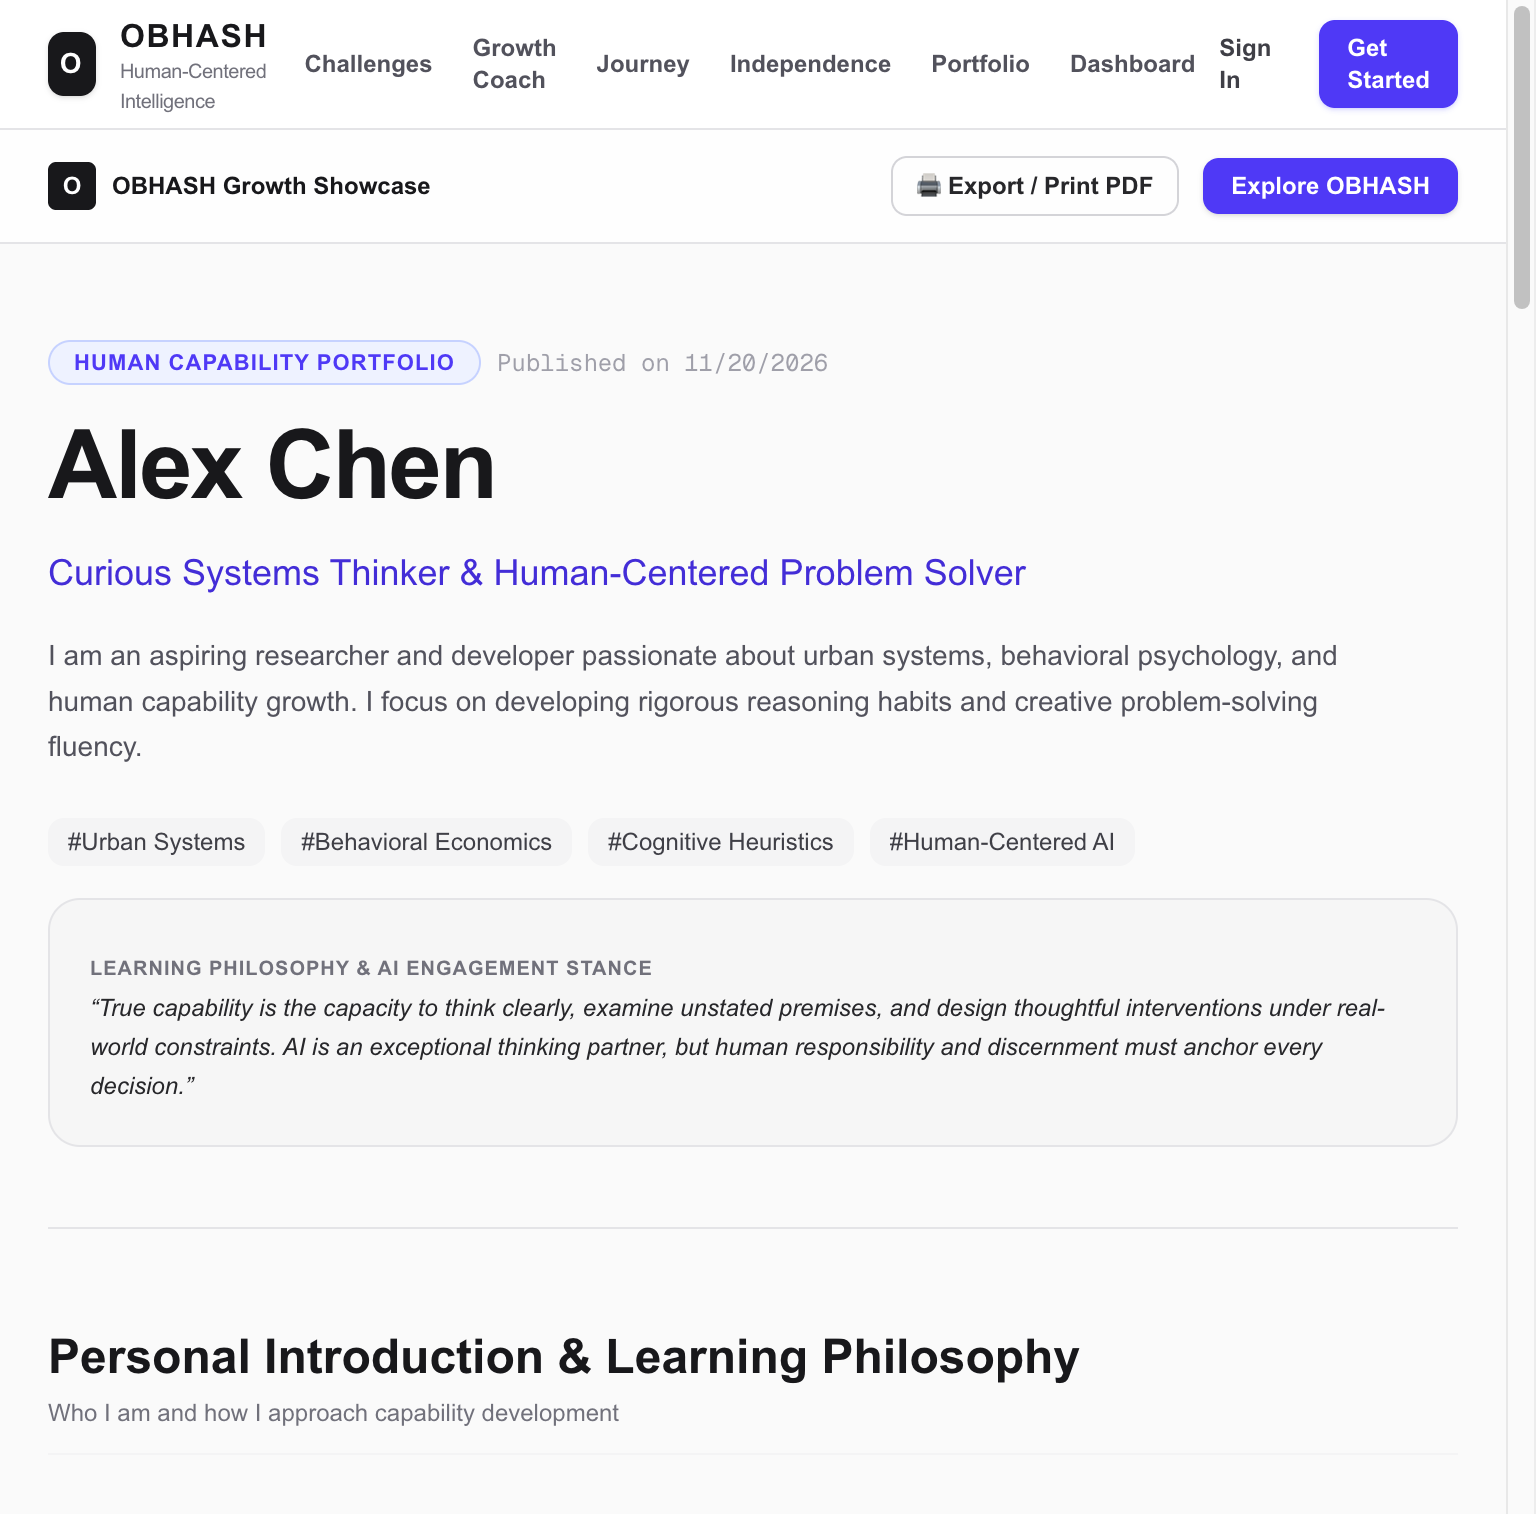 O
OBHASH
Human-Centered
Intelligence
Challenges
Growth
Coach
Journey
Independence
Portfolio
Dashboard
Sign
In
Get
Started
O
OBHASH Growth Showcase
Export / Print PDF
Explore OBHASH
HUMAN CAPABILITY PORTFOLIO
Published on 11/20/2026
Alex Chen
Curious Systems Thinker & Human-Centered Problem Solver
I am an aspiring researcher and developer passionate about urban systems, behavioral psychology, and
human capability growth. I focus on developing rigorous reasoning habits and creative problem-solving
fluency.
#Urban Systems
#Behavioral Economics
#Cognitive Heuristics
#Human-Centered AI
LEARNING PHILOSOPHY & AI ENGAGEMENT STANCE
“True capability is the capacity to think clearly, examine unstated premises, and design thoughtful interventions under real-
world constraints. AI is an exceptional thinking partner, but human responsibility and discernment must anchor every
decision.”
Personal Introduction & Learning Philosophy
Who I am and how I approach capability development